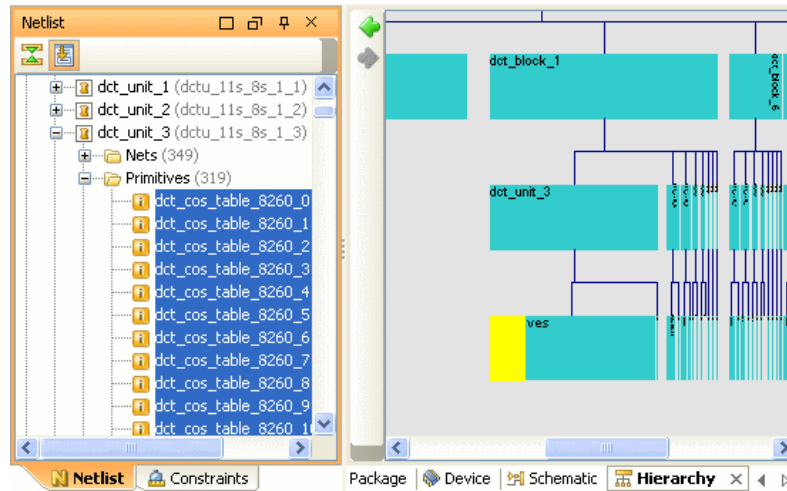 Netlist
dct_unit_1 (dctu_11s_8s_1_1)
dct_unit_2 (dctu_11s_8s_1_2)
dct_unit_3 (dctu_11s_8s_1_3)
Nets (349)
Primitives (319)
dct_cos_table_8260_0
dct_cos_table_8260_1
dct_cos_table_8260_2
dct_cos_table_8260_3
dct_cos_table_8260_4
dct_cos_table_8260_5
dct_cos_table_8260_6
dct_cos_table_8260_7
dct_cos_table_8260_8
dct_cos_table_8260_9
Netlist Constraints
dct_block_1
dct_block_6
dct_unit_3
ves
Package Device Schematic Hierarchy